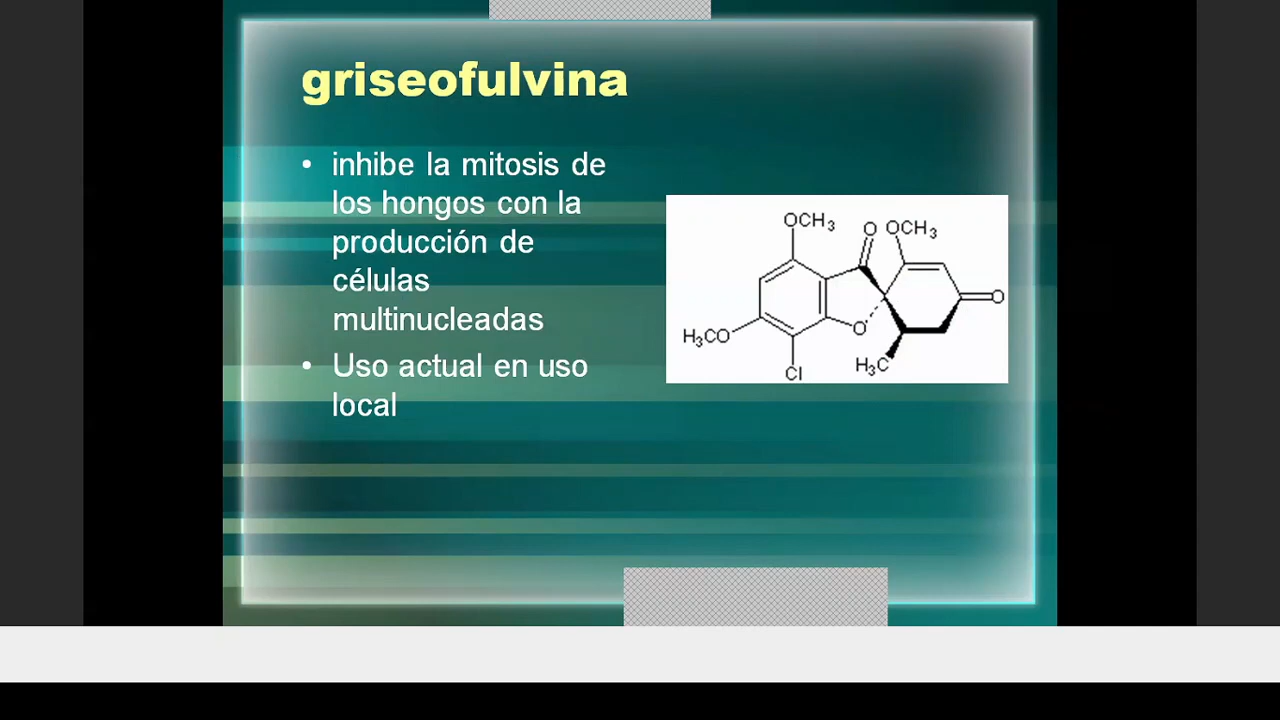 griseofulvina
• inhibe la mitosis de
los hongos con la
producción de
células
multinucleadas
• Uso actual en uso
local
OCH₃
O
OCH₃
O
H₃CO
O
H₃C
Cl